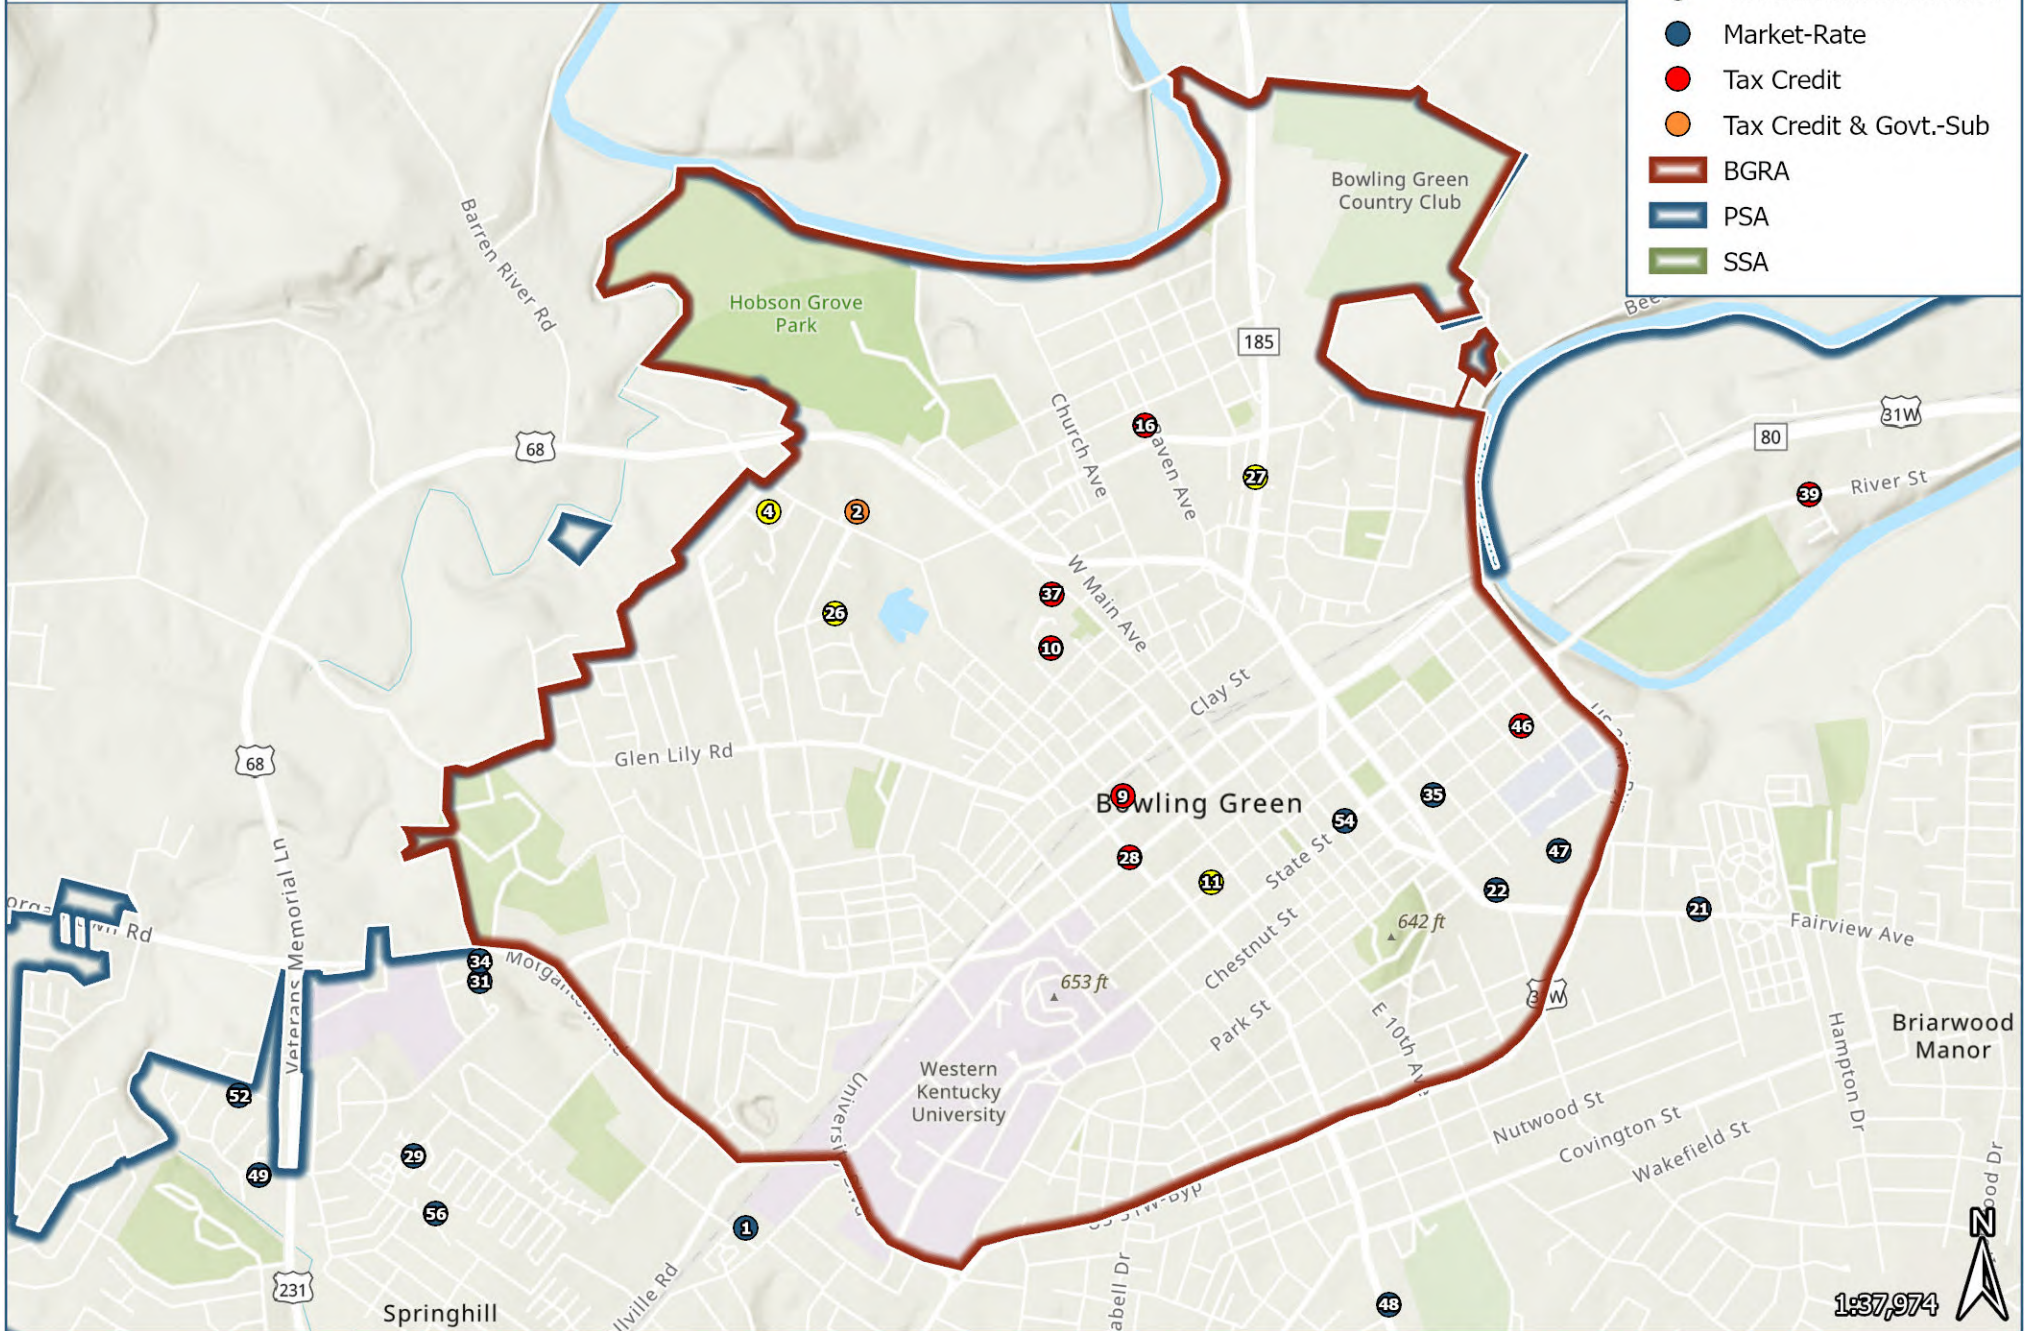 Market-Rate
Tax Credit
Tax Credit & Govt.-Sub
BGRA
PSA
SSA
Bowling Green
Country Club
Barren River Rd
Hobson Grove
Park
185
31W
80
68
Church Ave
16
27
River St
39
4
2
W Main Ave
37
26
10
Clay St
46
Glen Lily Rd
68
9
Bowling Green
35
54
28
State St
47
11
22
21
642 ft
Fairview Ave
Rd
Chestnut St
34
31
653 ft
Veterans Memorial Ln
Park St
E 10th Ave
Briarwood
Manor
Hampton Dr
Western
Kentucky
University
52
Nutwood St
Covington St
Wakefield St
29
49
56
1
231
48
Springhill
N
1:37,974